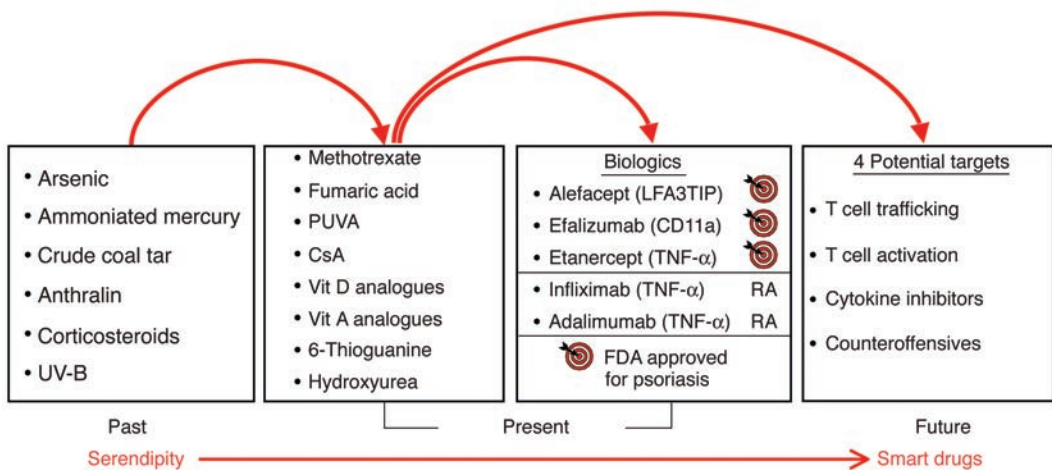 • Arsenic
• Ammoniated mercury
• Crude coal tar
• Anthralin
• Corticosteroids
• UV-B
• Methotrexate
• Fumaric acid
• PUVA
• CsA
• Vit D analogues
• Vit A analogues
• 6-Thioguanine
• Hydroxyurea
Biologics
• Alefacept (LFA3TIP)
• Efalizumab (CD11a)
• Etanercept (TNF-α)
• Infliximab (TNF-α) RA
• Adalimumab (TNF-α) RA
FDA approved
for psoriasis
4 Potential targets
• T cell trafficking
• T cell activation
• Cytokine inhibitors
• Counteroffensives
Past
Present
Future
Serendipity
Smart drugs